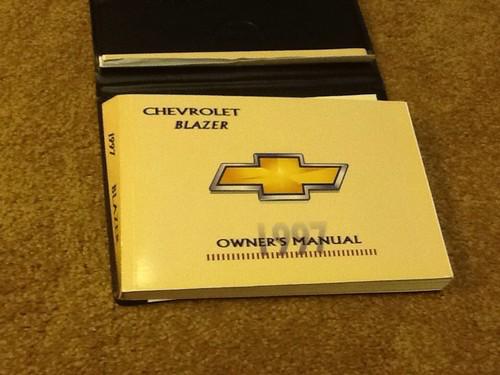 CHEVROLET
BLAZER
1997
OWNER'S MANUAL
1997
BLAZER